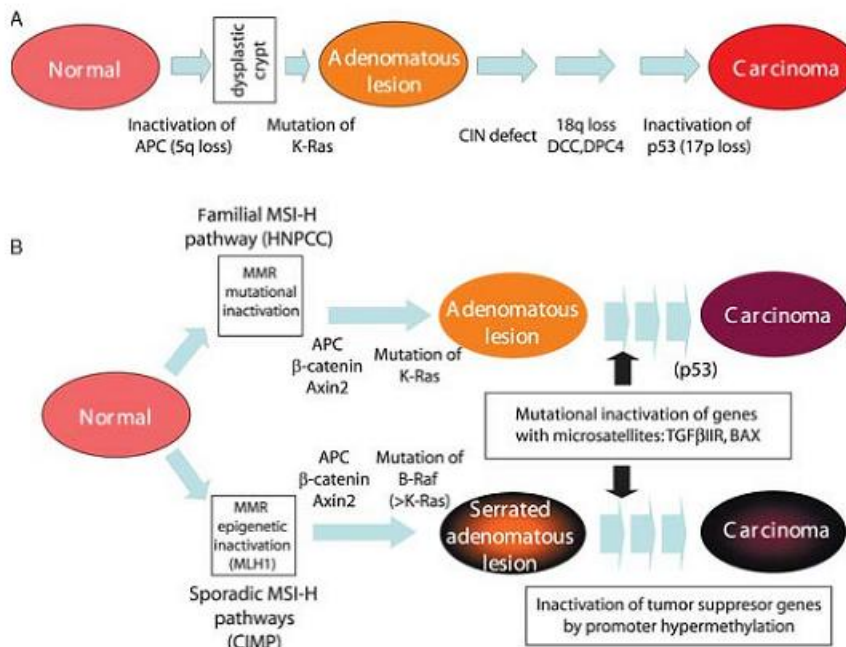 A
Normal
dysplastic
crypt
Adenomatous
lesion
Carcinoma
Inactivation of
APC (5q loss)
Mutation of
K-Ras
CIN defect
18q loss
DCC,DPC4
Inactivation of
p53 (17p loss)
B
Familial MSI-H
pathway (HNPCC)
MMR
mutational
inactivation
APC
β-catenin
Axin2
Mutation of
K-Ras
Adenomatous
lesion
Carcinoma
(p53)
Normal
Mutational inactivation of genes
with microsatellites: TGFβIIR, BAX
APC
β-catenin
Axin2
Mutation of
B-Raf
(>K-Ras)
MMR
epigenetic
inactivation
(MLH1)
Serrated
adenomatous
lesion
Carcinoma
Sporadic MSI-H
pathways
(CIMP)
Inactivation of tumor suppresor genes
by promoter hypermethylation